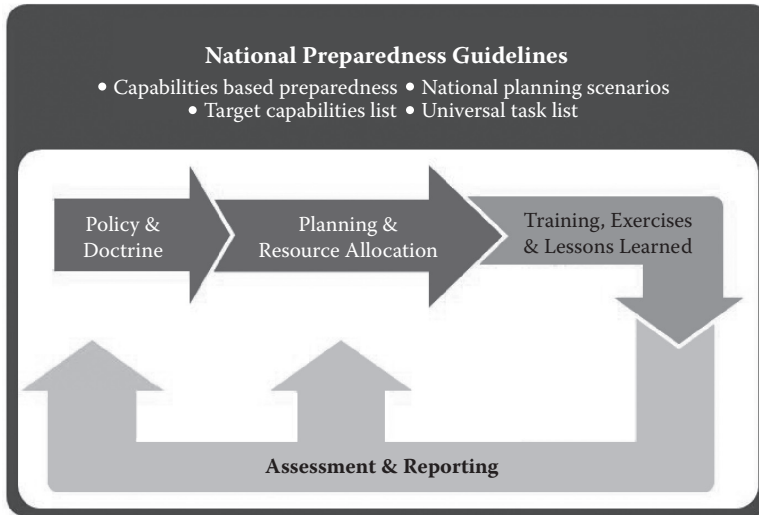 National Preparedness Guidelines
• Capabilities based preparedness • National planning scenarios
• Target capabilities list • Universal task list
Policy &
Doctrine
Planning &
Resource Allocation
Training, Exercises
& Lessons Learned
Assessment & Reporting